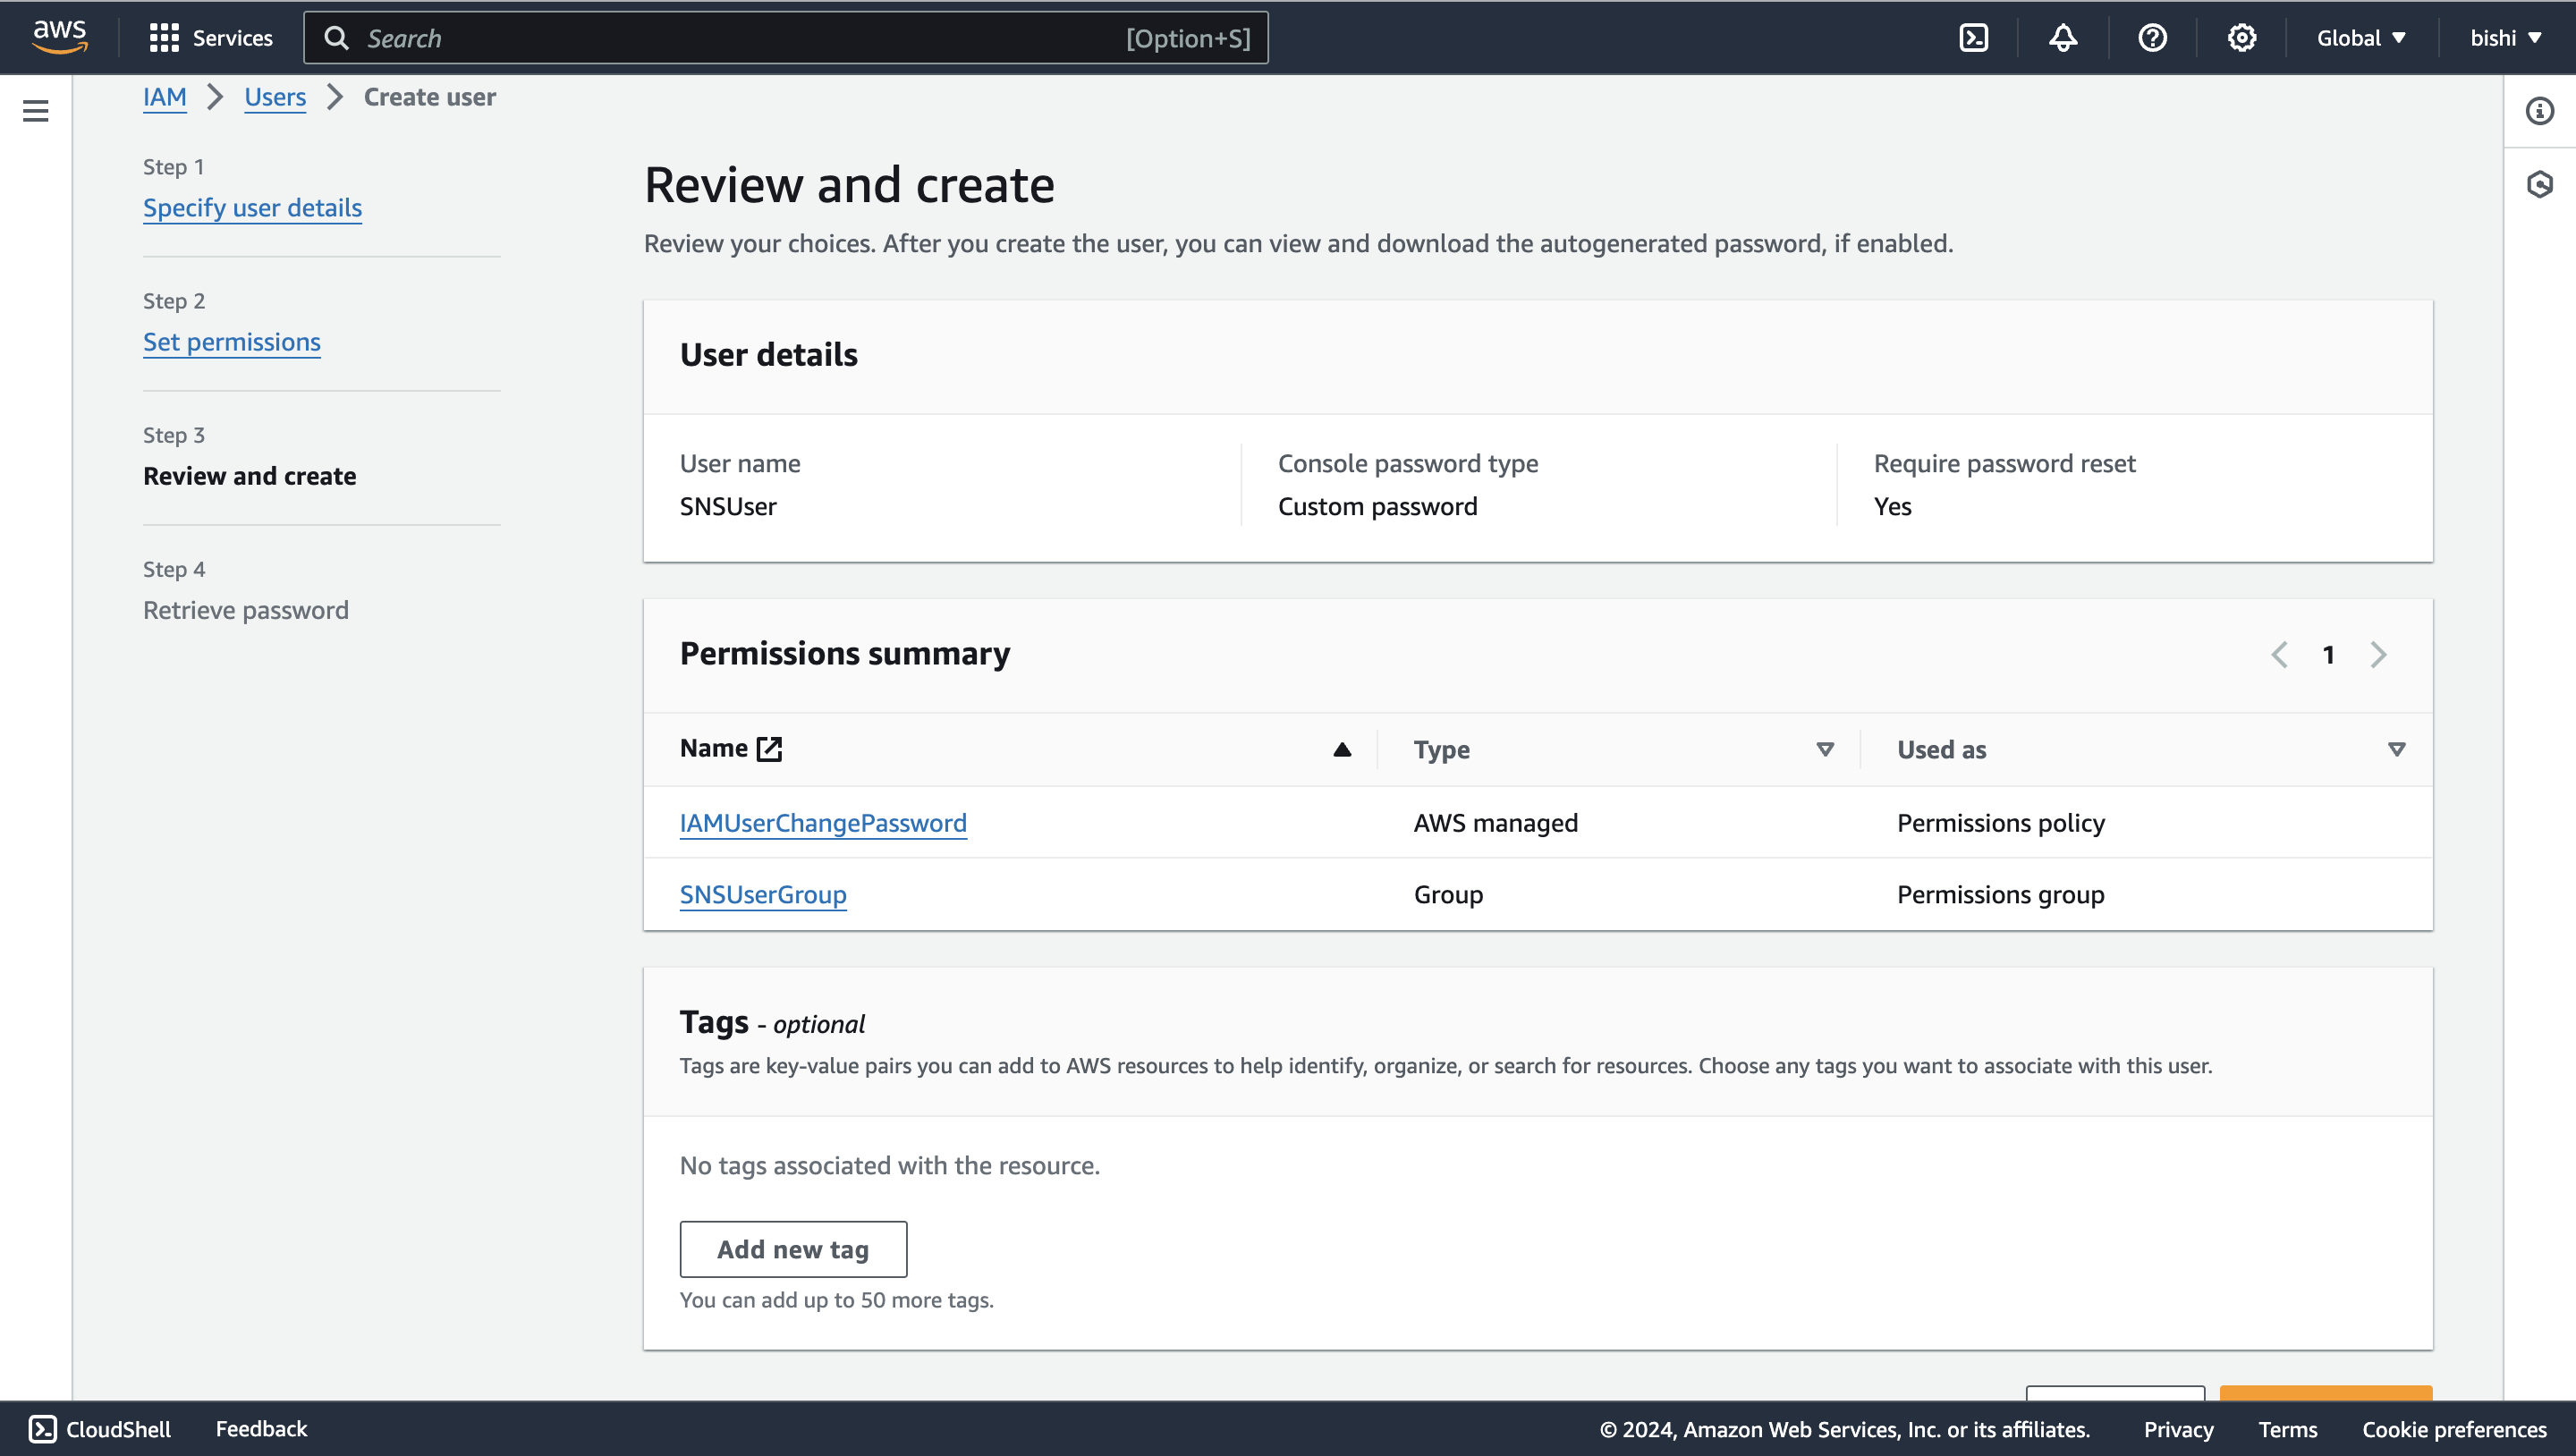 aws
Services
Search
[Option+S]
Global
bishi
IAM
Users
Create user
Step 1
Specify user details
Step 2
Set permissions
Step 3
Review and create
Step 4
Retrieve password
Review and create
Review your choices. After you create the user, you can view and download the autogenerated password, if enabled.
User details
User name
SNSUser
Console password type
Custom password
Require password reset
Yes
Permissions summary
1
Name
Type
Used as
IAMUserChangePassword
AWS managed
Permissions policy
SNSUserGroup
Group
Permissions group
Tags - optional
Tags are key-value pairs you can add to AWS resources to help identify, organize, or search for resources. Choose any tags you want to associate with this user.
No tags associated with the resource.
Add new tag
You can add up to 50 more tags.
CloudShell
Feedback
© 2024, Amazon Web Services, Inc. or its affiliates.
Privacy
Terms
Cookie preferences